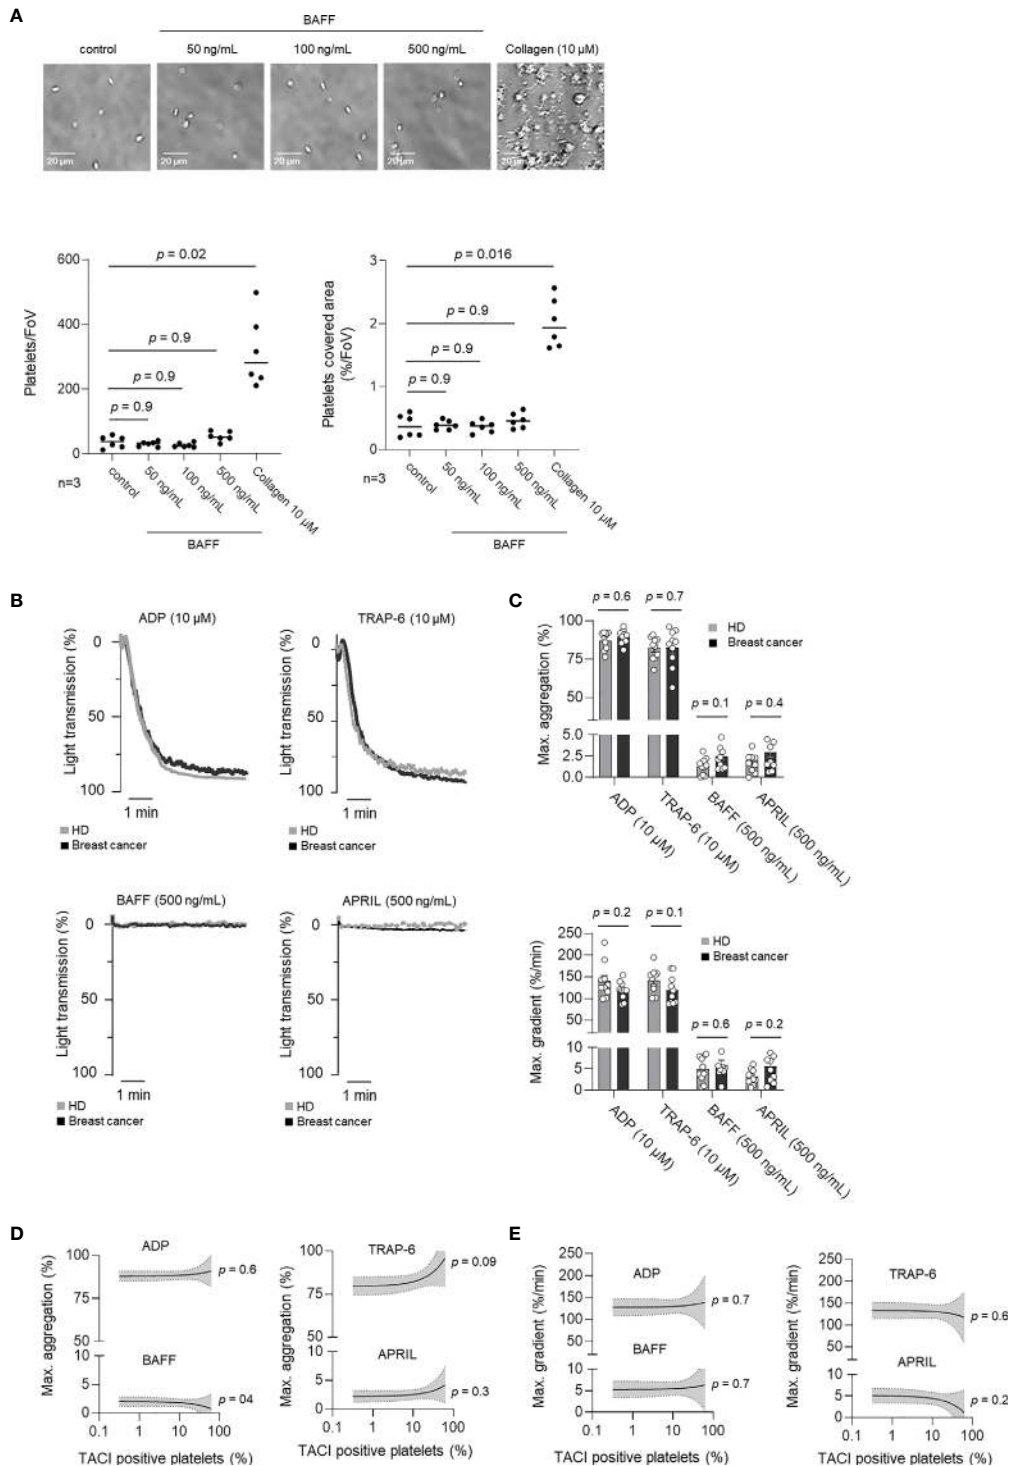 A
BAFF
control
50 ng/mL
100 ng/mL
500 ng/mL
Collagen (10 µM)
20 µm
20 µm
20 µm
20 µm
20 µm
Platelets/FoV
600
400
200
0
p = 0.02
p = 0.9
p = 0.9
p = 0.9
n=3
control
50 ng/mL
100 ng/mL
500 ng/mL
Collagen 10 µM
BAFF
Platelets covered area
(%/FoV)
3
2
1
0
p = 0.016
p = 0.9
p = 0.9
p = 0.9
n=3
control
50 ng/mL
100 ng/mL
500 ng/mL
Collagen 10 µM
BAFF
B
ADP (10 µM)
Light transmission (%)
0
50
100
1 min
HD
Breast cancer
TRAP-6 (10 µM)
Light transmission (%)
0
50
100
1 min
HD
Breast cancer
BAFF (500 ng/mL)
Light transmission (%)
0
50
100
1 min
HD
Breast cancer
APRIL (500 ng/mL)
Light transmission (%)
0
50
100
1 min
HD
Breast cancer
C
p = 0.6
p = 0.7
HD
Breast cancer
Max. aggregation (%)
100
75
50
5.0
2.5
0.0
p = 0.1
p = 0.4
ADP (10 µM)
TRAP-6 (10 µM)
BAFF (500 ng/mL)
APRIL (500 ng/mL)
p = 0.2
p = 0.1
HD
Breast cancer
Max. gradient (%/min)
250
200
150
100
50
10
5
0
p = 0.6
p = 0.2
ADP (10 µM)
TRAP-6 (10 µM)
BAFF (500 ng/mL)
APRIL (500 ng/mL)
D
Max. aggregation (%)
100
75
50
10
5
0
ADP
p = 0.6
BAFF
p = 04
0.1
1
10
100
TACI positive platelets (%)
Max. aggregation (%)
100
75
50
10
5
0
TRAP-6
p = 0.09
APRIL
p = 0.3
0.1
1
10
100
TACI positive platelets (%)
E
Max. gradient (%/min)
250
200
150
100
50
10
5
0
ADP
p = 0.7
BAFF
p = 0.7
0.1
1
10
100
TACI positive platelets (%)
Max. gradient (%/min)
250
200
150
100
50
10
5
0
TRAP-6
p = 0.6
APRIL
p = 0.2
0.1
1
10
100
TACI positive platelets (%)